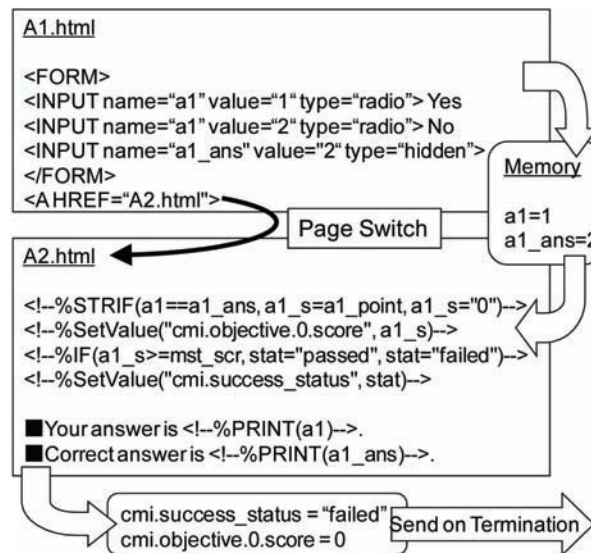 A1.html
<FORM>
<INPUT name=“a1” value=“1“ type=“radio”> Yes
<INPUT name=“a1” value=“2“ type=“radio”> No
<INPUT name=“a1_ans" value="2“ type=“hidden”>
</FORM>
<A HREF=“A2.html">
Memory
a1=1
a1_ans=2
Page Switch
A2.html
<!--%STRIF(a1==a1_ans, a1_s=a1_point, a1_s="0")-->
<!--%SetValue("cmi.objective.0.score", a1_s)-->
<!--%IF(a1_s>=mst_scr, stat="passed", stat="failed")-->
<!--%SetValue("cmi.success_status", stat)-->
■Your answer is <!--%PRINT(a1)-->.
■Correct answer is <!--%PRINT(a1_ans)-->.
cmi.success_status = “failed”
cmi.objective.0.score = 0
Send on Termination